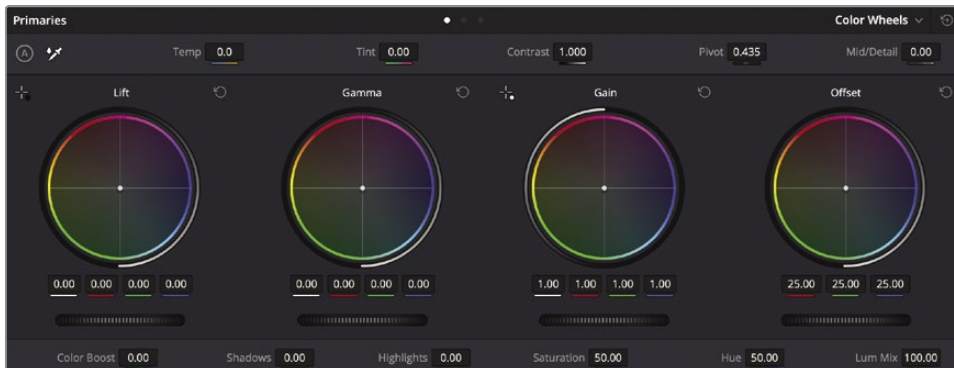 Primaries Color Wheels
A Temp 0.0 Tint 0.00 Contrast 1.000 Pivot 0.435 Mid/Detail 0.00
Lift Gamma Gain Offset
0.00 0.00 0.00 0.00 0.00 0.00 0.00 0.00 1.00 1.00 1.00 1.00 25.00 25.00 25.00
Color Boost 0.00 Shadows 0.00 Highlights 0.00 Saturation 50.00 Hue 50.00 Lum Mix 100.00